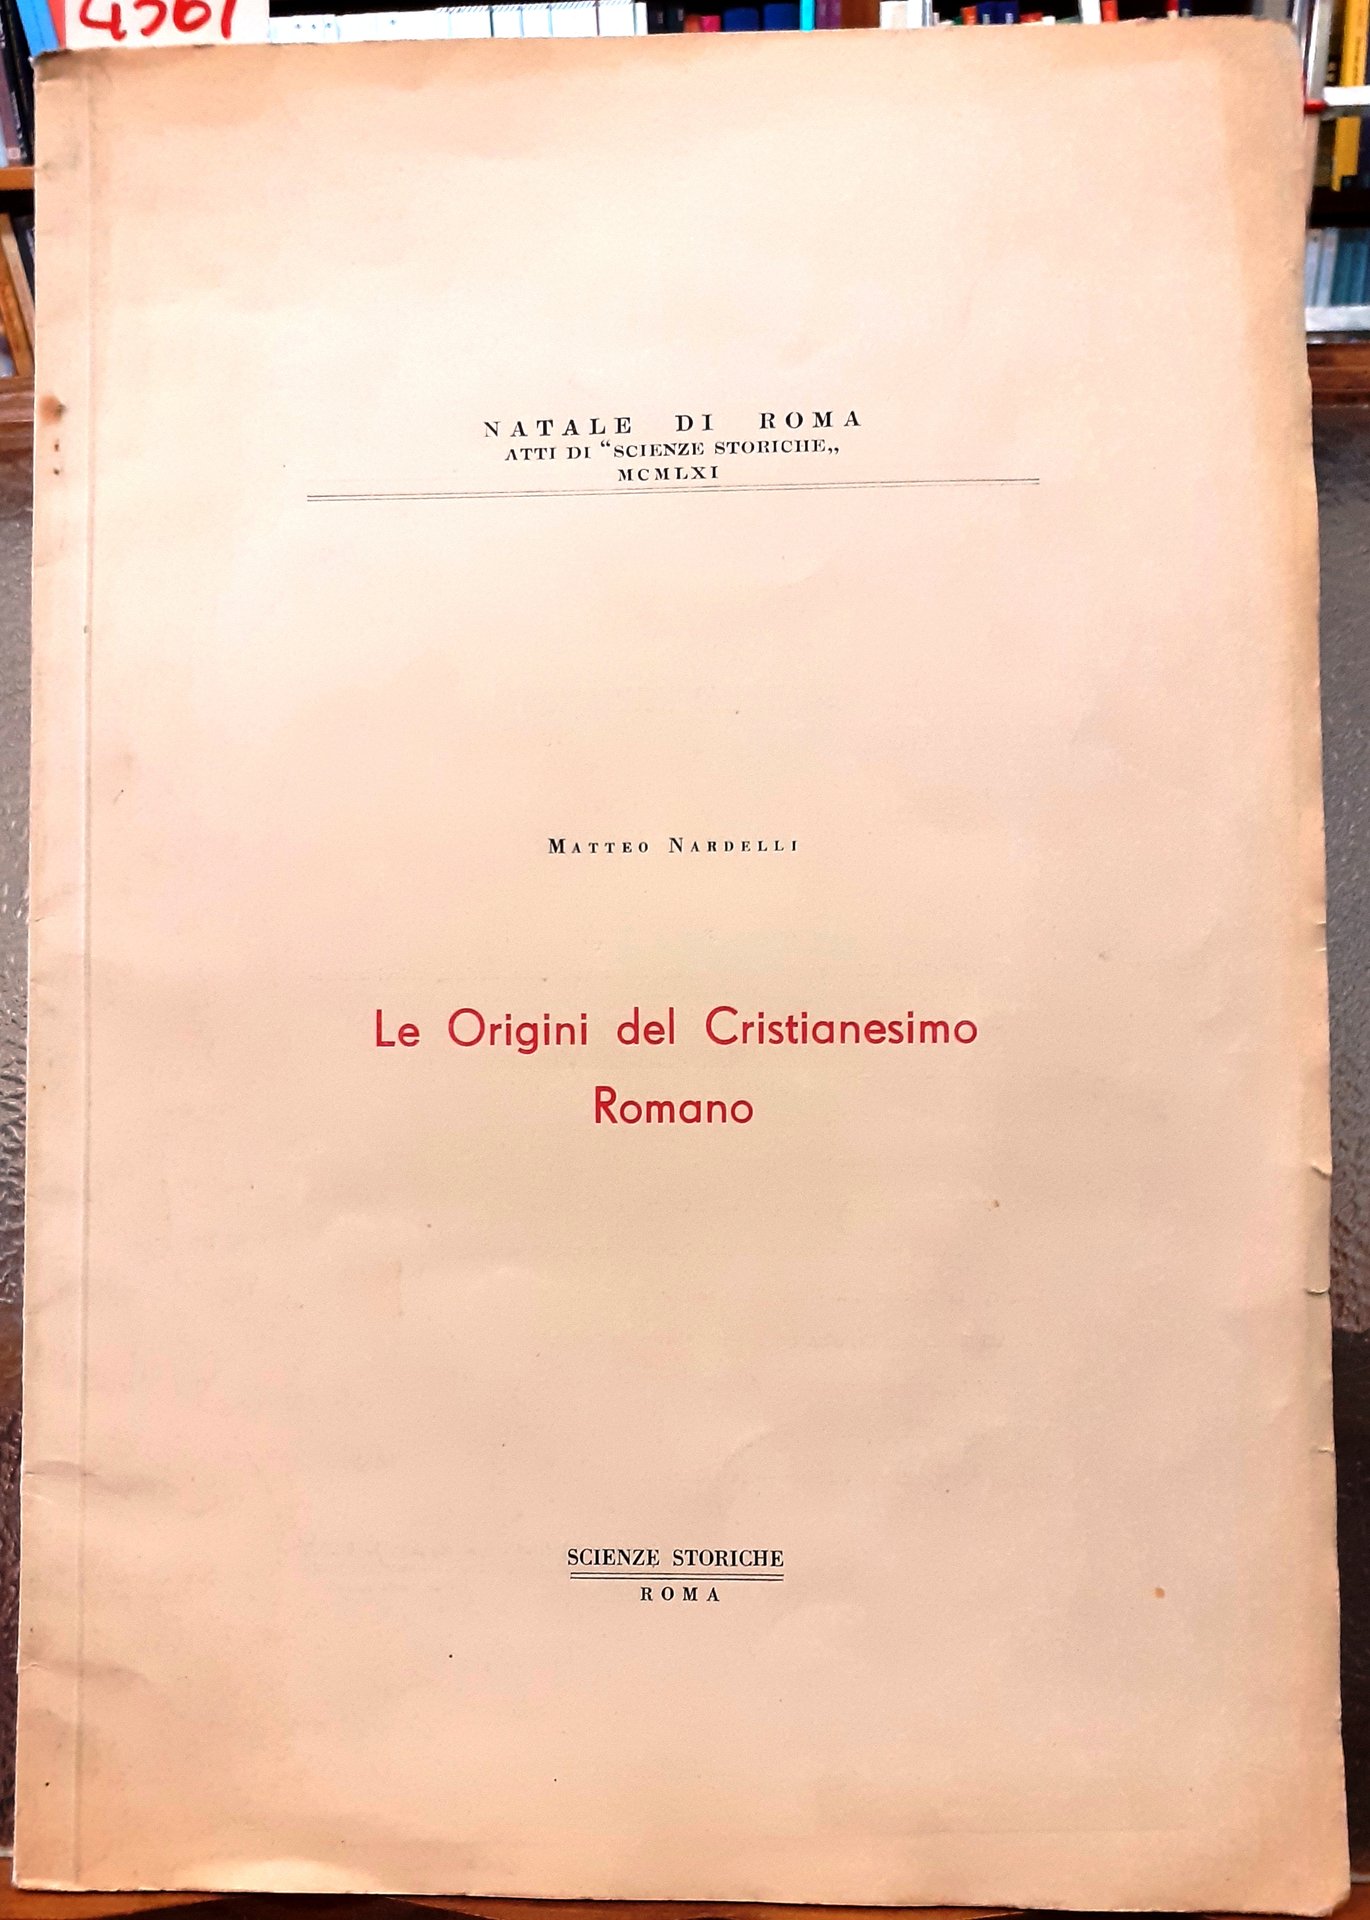 NATALE DI ROMA
ATTI DI “SCIENZE STORICHE„
MCMLXI
MATTEO NARDELLI
Le Origini del Cristianesimo
Romano
SCIENZE STORICHE
ROMA